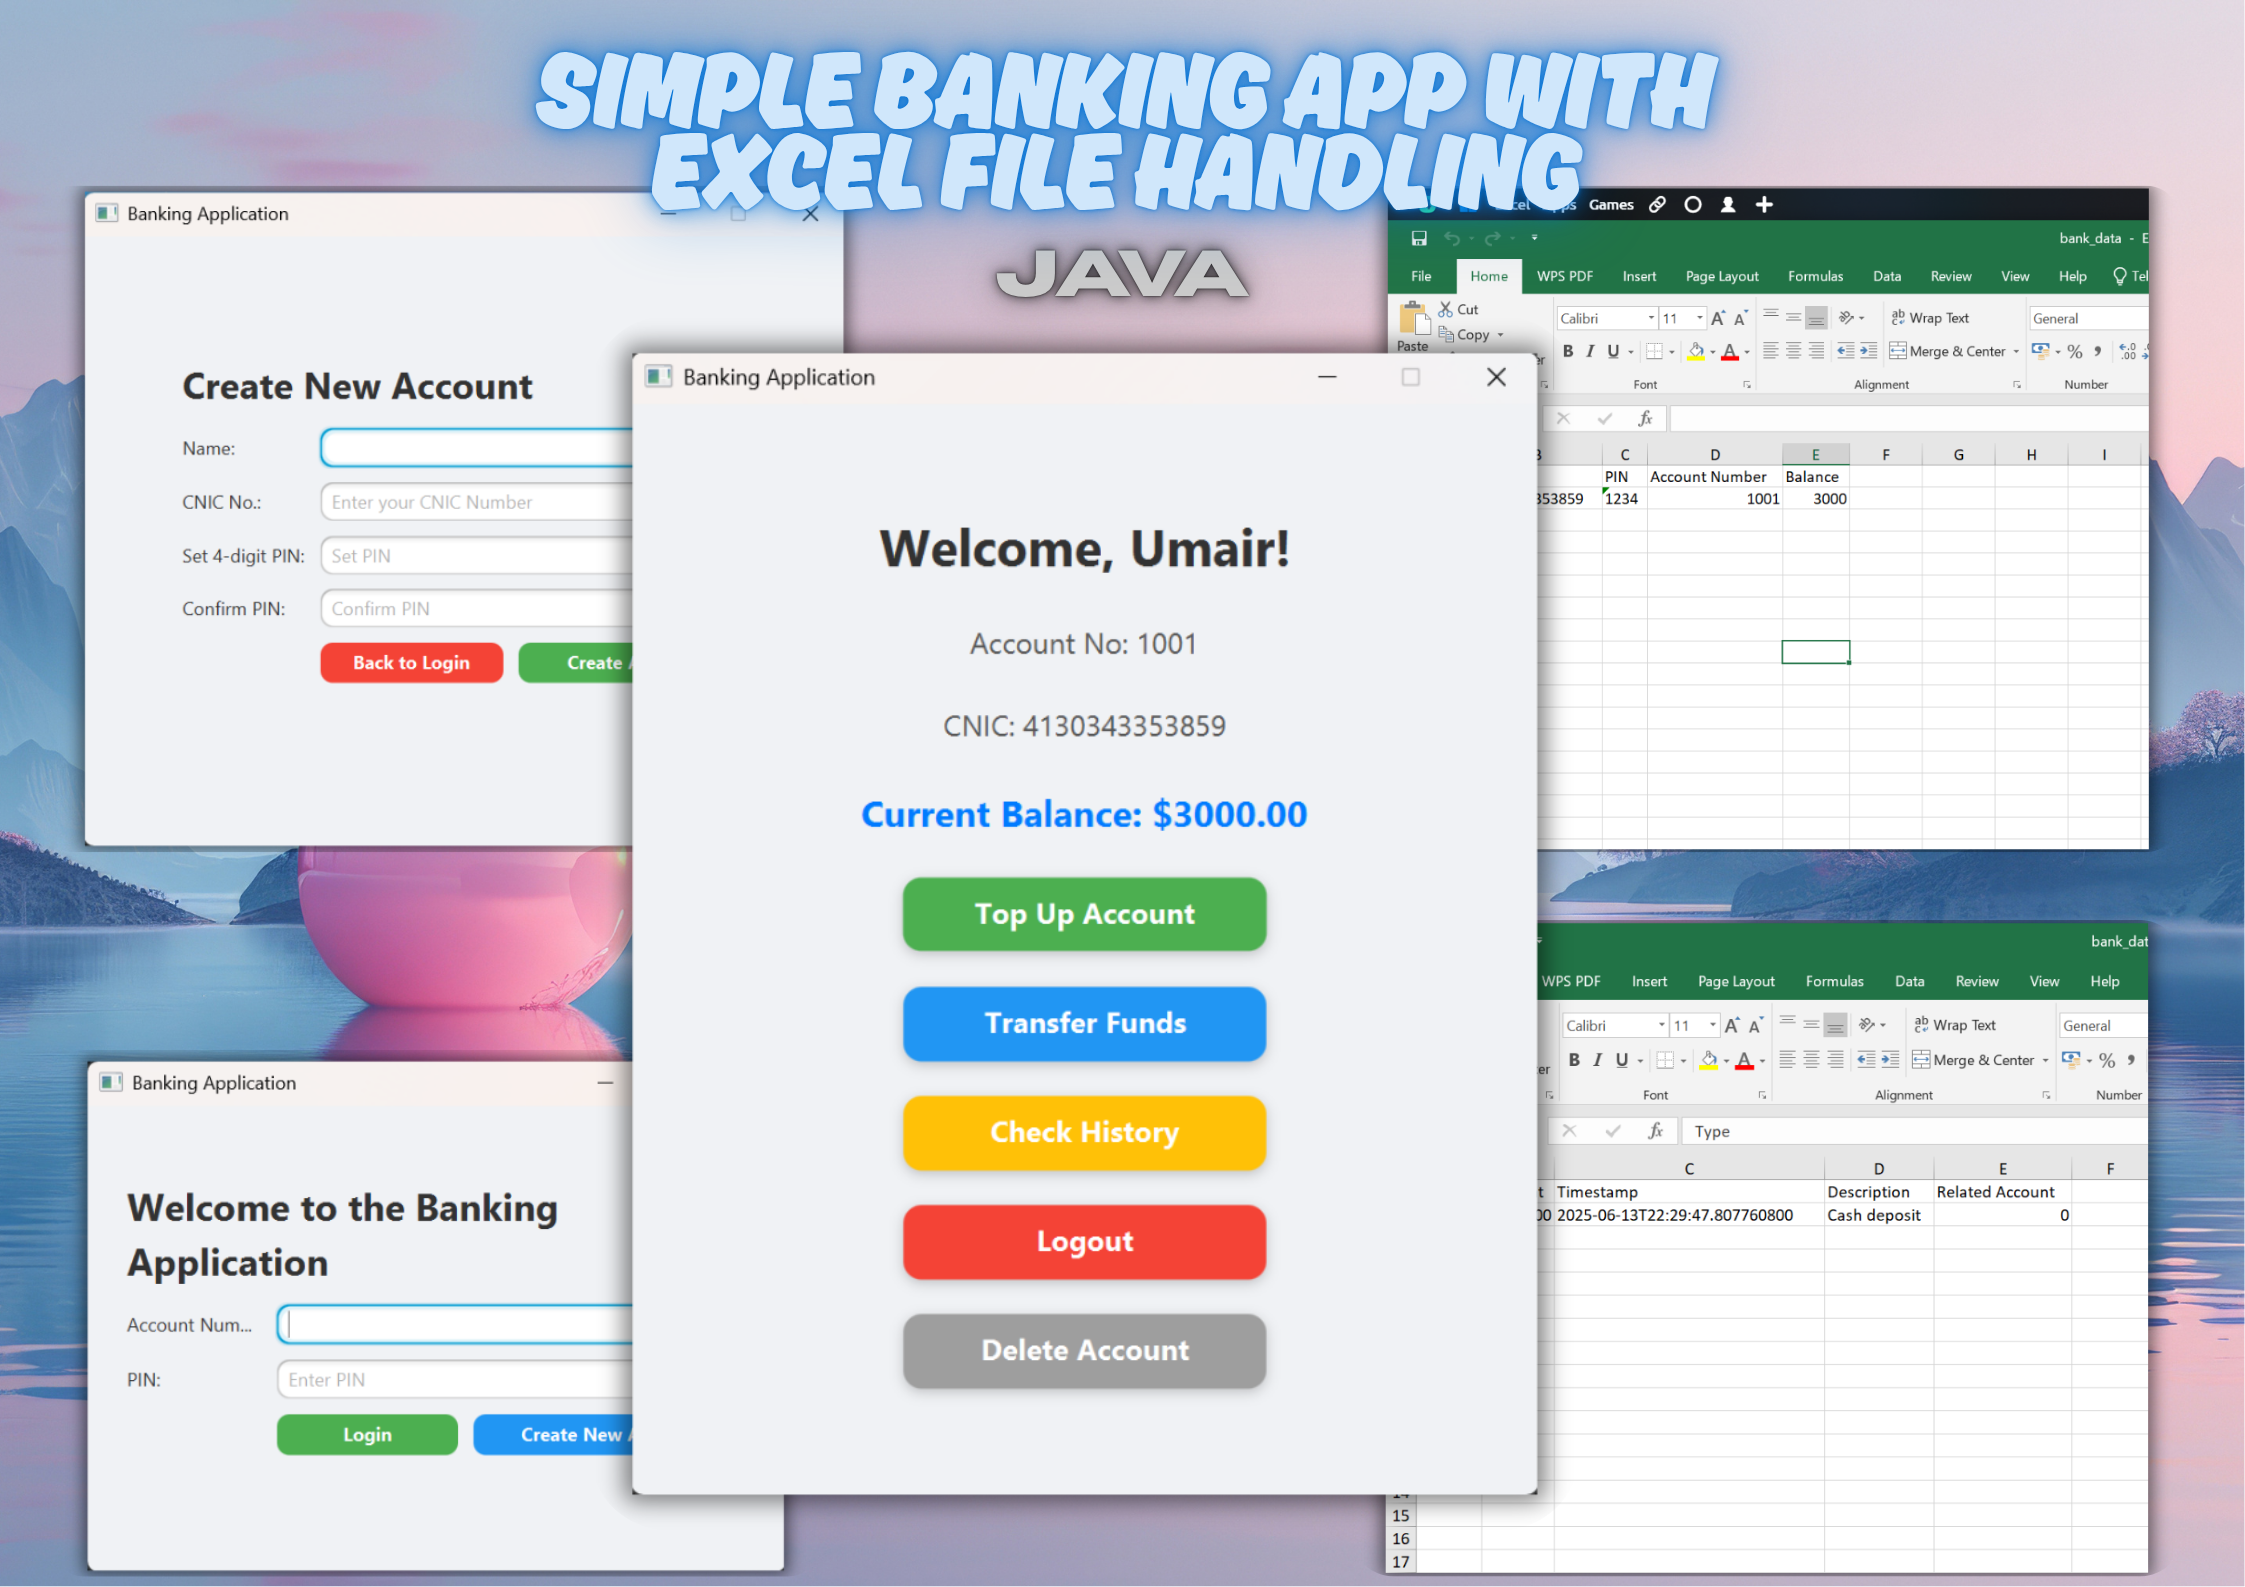 SIMPLE BANKING APP WITH
EXCEL FILE HANDLING
JAVA
Banking Application
Create New Account
Name:
CNIC No.: Enter your CNIC Number
Set 4-digit PIN: Set PIN
Confirm PIN: Confirm PIN
Back to Login Create
Banking Application
Welcome, Umair!
Account No: 1001
CNIC: 4130343353859
Current Balance: $3000.00
Top Up Account
Transfer Funds
Check History
Logout
Delete Account
Banking Application
Welcome to the Banking
Application
Account Num...
PIN: Enter PIN
Login Create New
Games
bank_data - E
File Home WPS PDF Insert Page Layout Formulas Data Review View Help Tel
Cut
Copy
Paste
Calibri 11 Wrap Text General
B I U Merge & Center %
Font Alignment Number
fx
C D E F G H I
PIN Account Number Balance
353859 1234 1001 3000
bank_dat
WPS PDF Insert Page Layout Formulas Data Review View Help
Calibri 11 Wrap Text General
B I U Merge & Center %
Font Alignment Number
fx Type
C D E F
t Timestamp Description Related Account
00 2025-06-13T22:29:47.807760800 Cash deposit 0
15
16
17